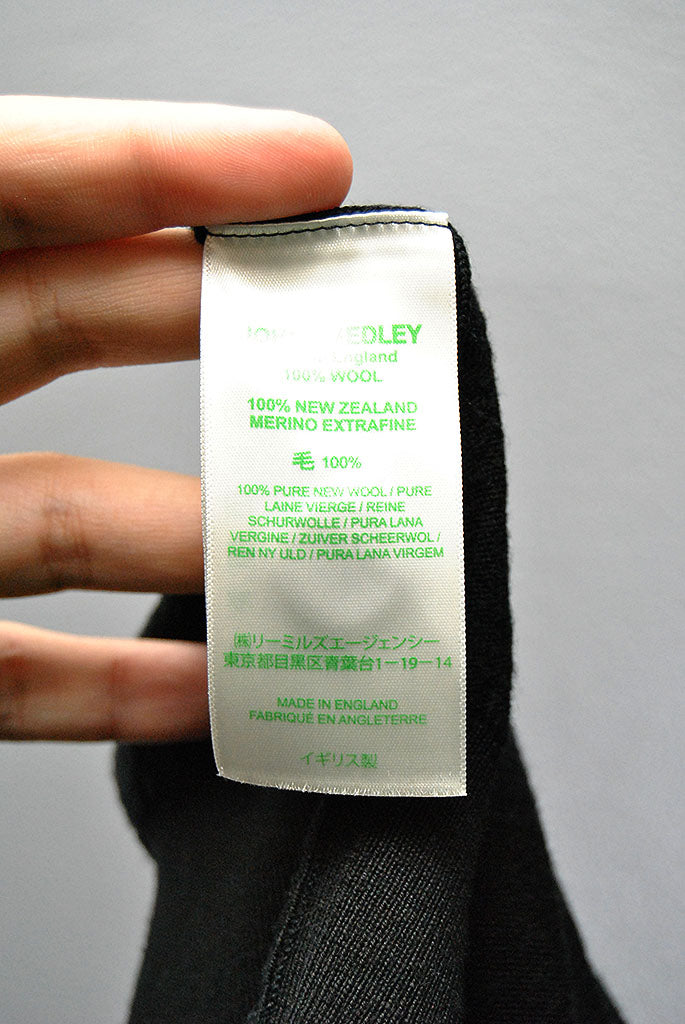 EDLEY
England
100% WOOL
100% NEW ZEALAND
MERINO EXTRAFINE
毛 100%
100% PURE NEW WOOL / PURE
LAINE VIERGE / REINE
SCHURWOLLE / PURA LANA
VERGINE / ZUIVER SCHEERWOL /
REN NY ULD / PURA LANA VIRGEM
㈱リーミルズエージェンシー
東京都目黒区青葉台1-19-14
MADE IN ENGLAND
FABRIQUÉ EN ANGLETERRE
イギリス製